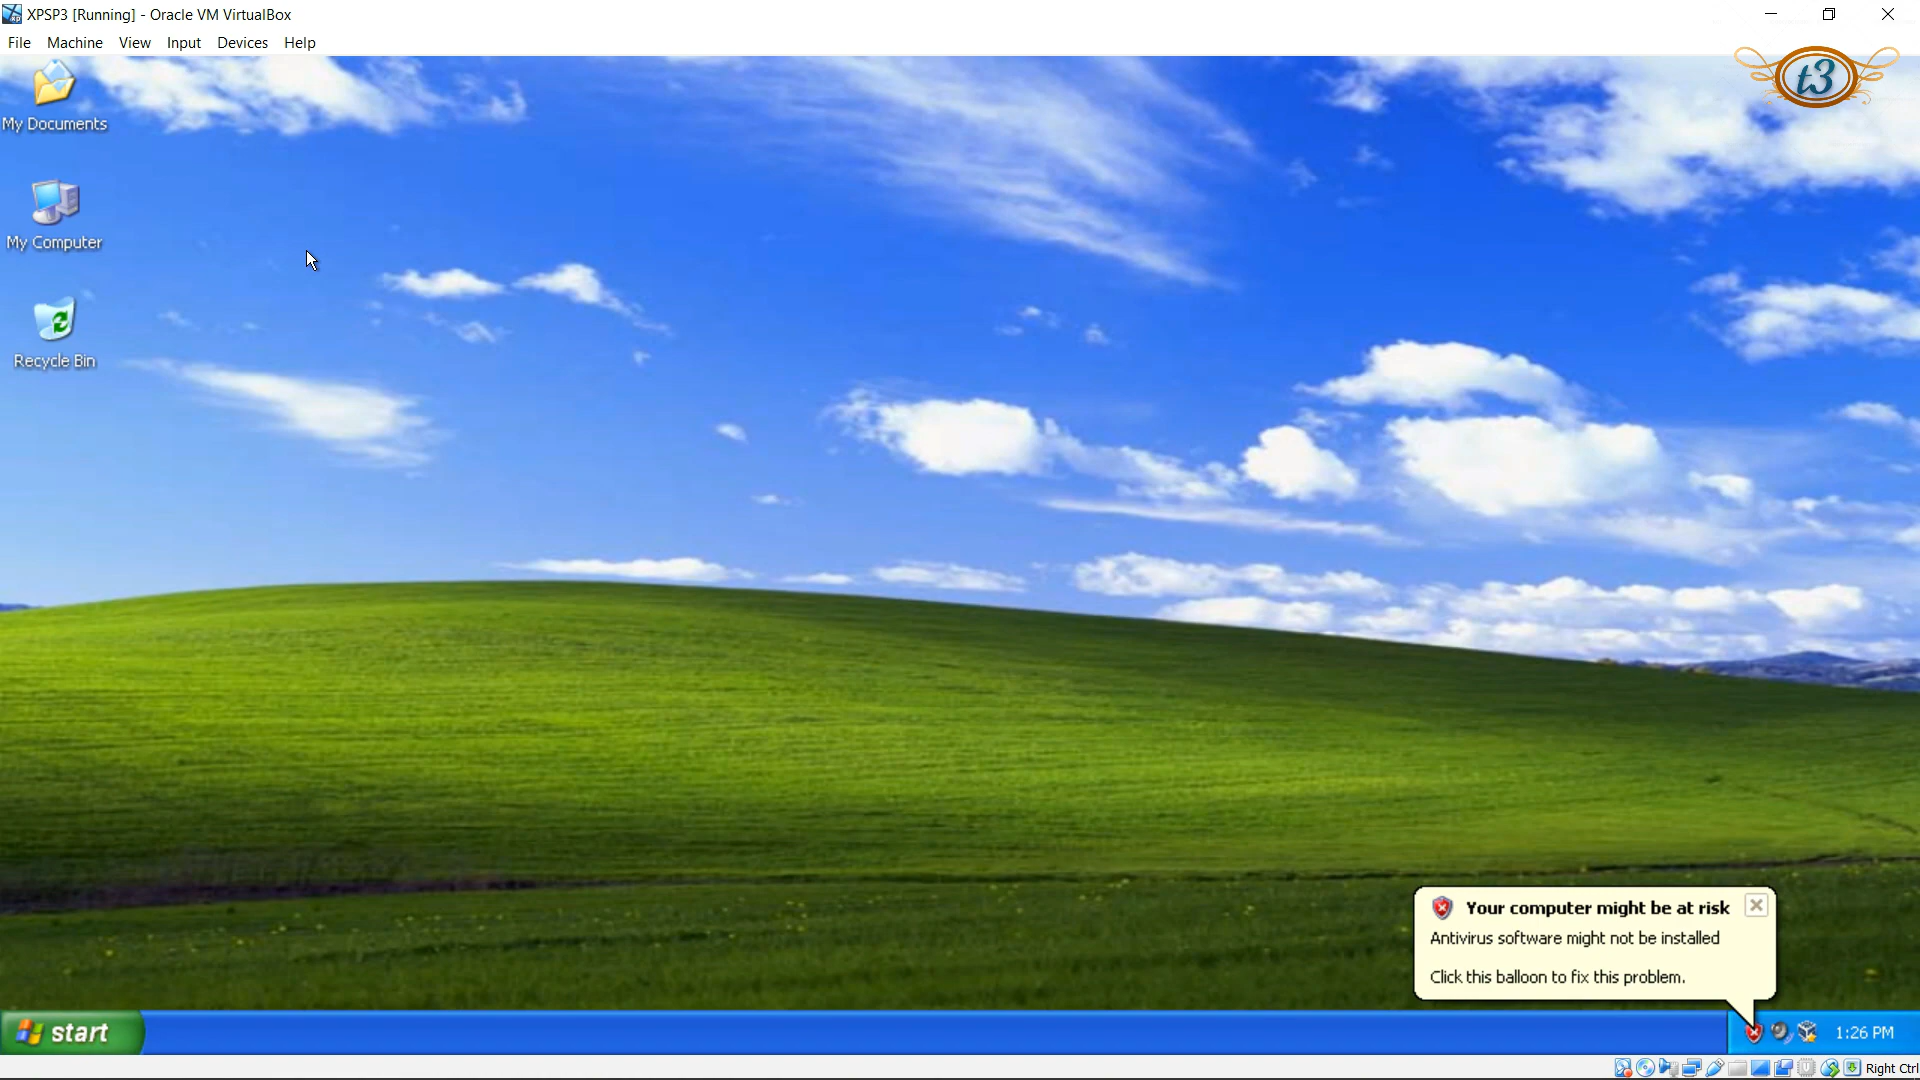 XPSP3 [Running] - Oracle VM VirtualBox
File Machine View Input Devices Help
t3
My Documents
My Computer
Recycle Bin
Your computer might be at risk
Antivirus software might not be installed
Click this balloon to fix this problem.
start
1:26 PM
Right Ctrl